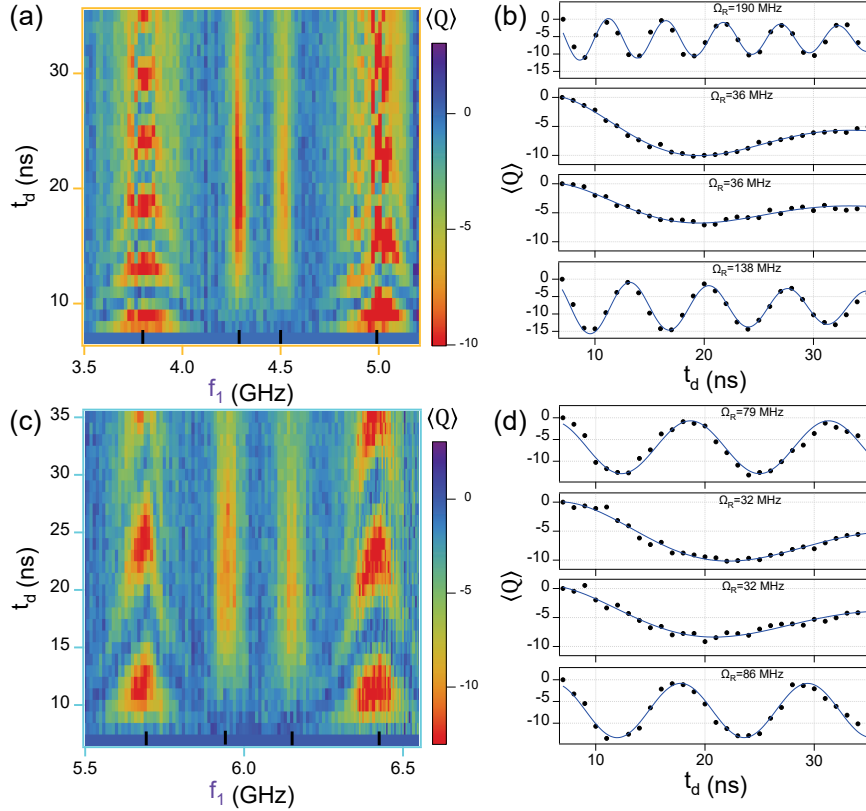 (a)
⟨Q⟩
30
20
10
t_d (ns)
3.5
4.0
4.5
5.0
f_1 (GHz)
0
-5
-10
(b)
0
-5
-10
-15
Ω_R=190 MHz
0
-5
-10
Ω_R=36 MHz
0
-5
-10
Ω_R=36 MHz
0
-5
-10
-15
Ω_R=138 MHz
⟨Q⟩
10
20
30
t_d (ns)
(c)
⟨Q⟩
35
30
25
20
15
10
t_d (ns)
5.5
6.0
6.5
f_1 (GHz)
0
-5
-10
(d)
0
-5
-10
Ω_R=79 MHz
0
-5
-10
Ω_R=32 MHz
0
-5
-10
Ω_R=32 MHz
0
-5
-10
Ω_R=86 MHz
⟨Q⟩
10
20
30
t_d (ns)